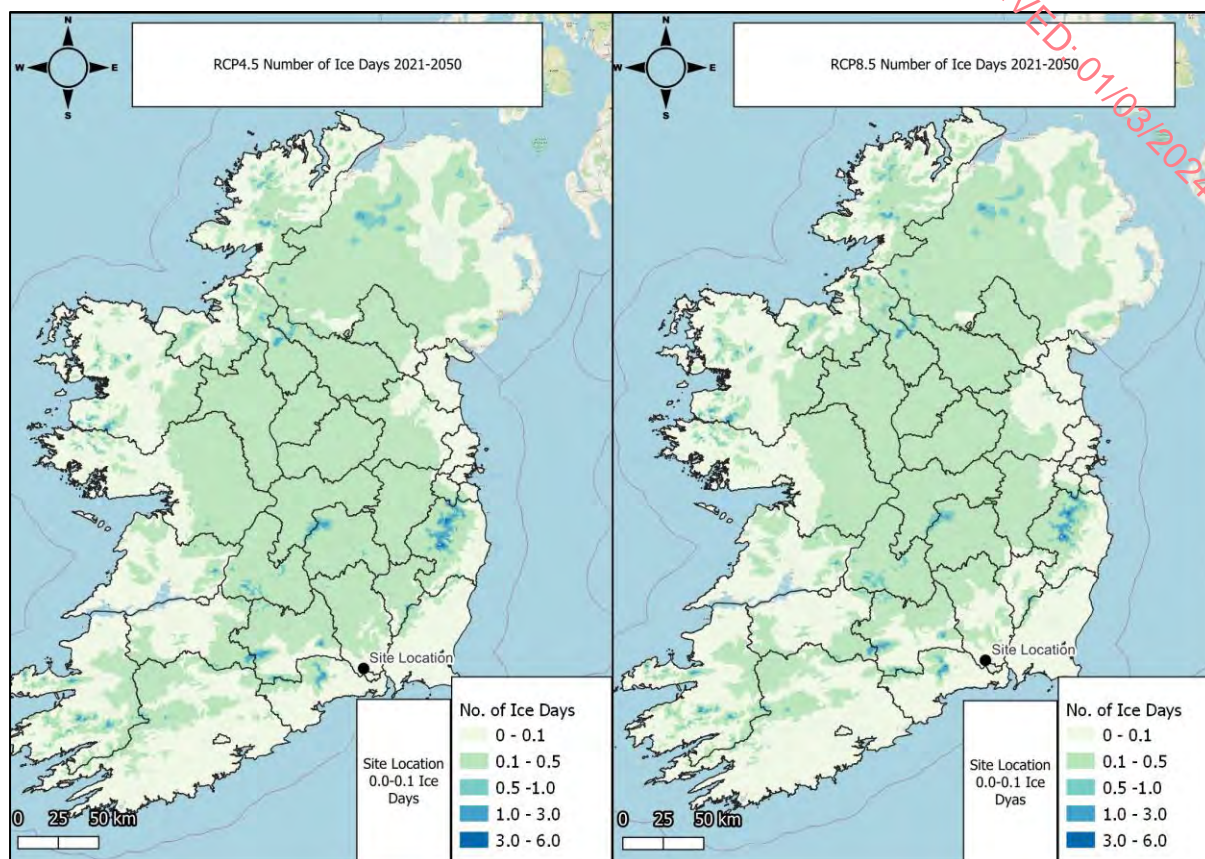 N
W E
S
RCP4.5 Number of Ice Days 2021-2050
Site Location
Site Location
0.0-0.1 Ice
Days
No. of Ice Days
0 - 0.1
0.1 - 0.5
0.5 -1.0
1.0 - 3.0
3.0 - 6.0
0 25 50 km
N
W E
S
RCP8.5 Number of Ice Days 2021-2050
01/03/2024
Site Location
Site Location
0.0-0.1 Ice
Dyas
No. of Ice Days
0 - 0.1
0.1 - 0.5
0.5 -1.0
1.0 - 3.0
3.0 - 6.0
0 25 50 km